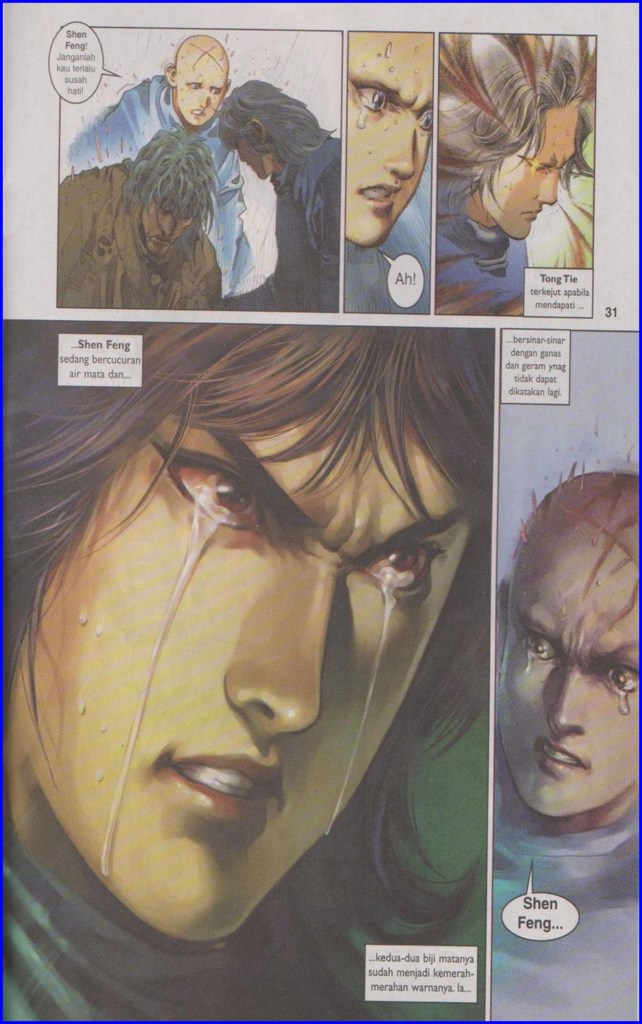 Shen
Feng!
Janganlah
kau terlalu
susah
hati!
Ah!
Tong Tie
terkejut apabila
mendapati ...
31
...Shen Feng
sedang bercucuran
air mata dan...
...kedua-dua biji matanya
sudah menjadi kemerah-
merahan warnanya. Ia...
...bersinar-sinar
dengan ganas
dan geram ynag
tidak dapat
dikatakan lagi.
Shen
Feng...